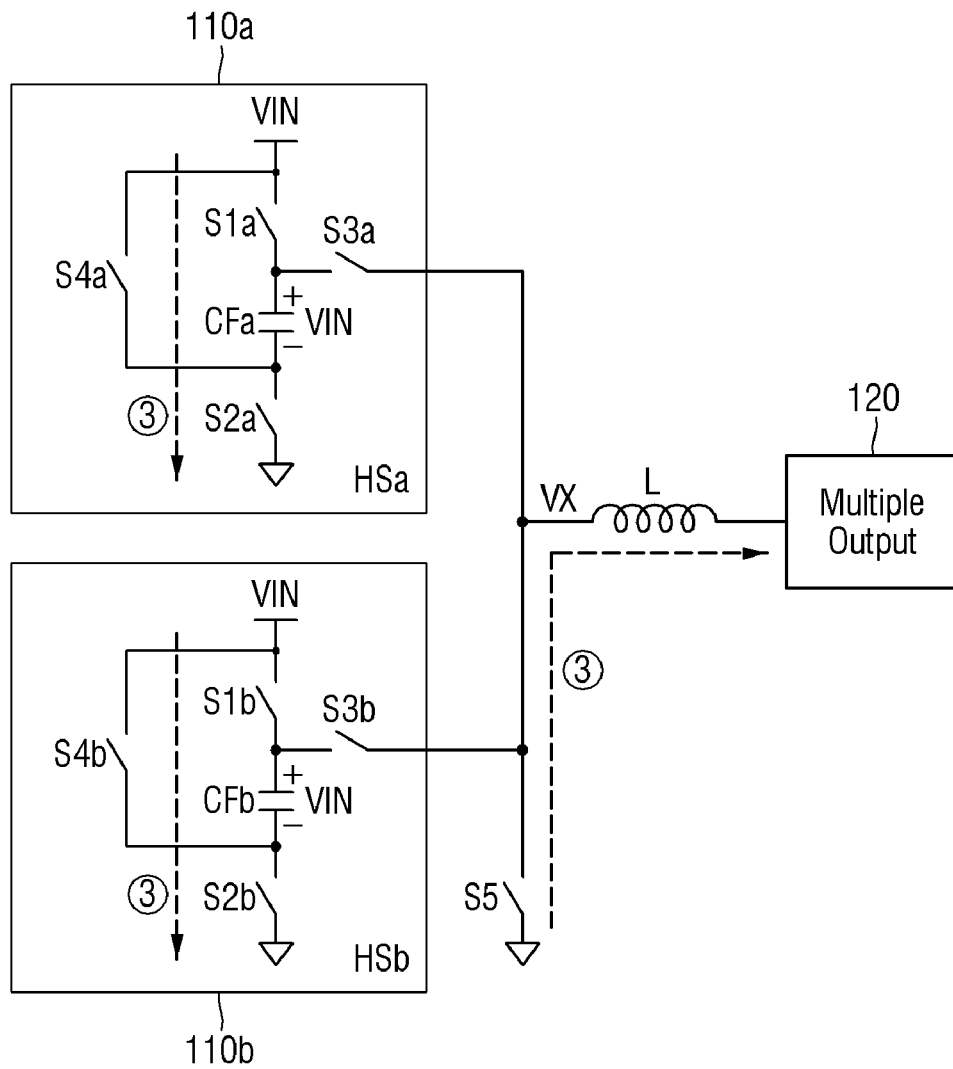 110a
VIN
S1a
S3a
S4a
+
CFa
VIN
−
③
S2a
HSa
120
VX
L
Multiple
Output
VIN
S1b
S3b
③
S4b
+
CFb
VIN
−
③
S2b
S5
HSb
110b